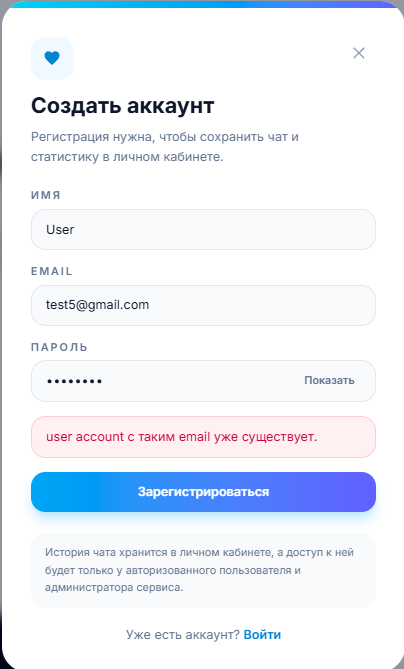 Создать аккаунт
Регистрация нужна, чтобы сохранить чат и
статистику в личном кабинете.
ИМЯ
User
EMAIL
test5@gmail.com
ПАРОЛЬ
•••••••• Показать
user account с таким email уже существует.
Зарегистрироваться
История чата хранится в личном кабинете, а доступ к ней
будет только у авторизованного пользователя и
администратора сервиса.
Уже есть аккаунт? Войти